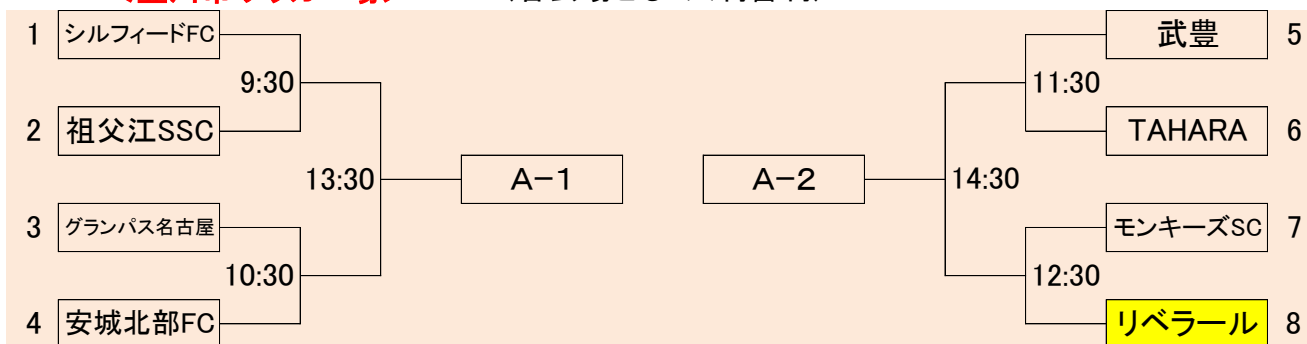 1 シルフィードFC
9:30
2 祖父江SSC
13:30
A-1
3 グランパス名古屋
10:30
4 安城北部FC
武豊 5
11:30
TAHARA 6
A-2
14:30
モンキーズSC 7
12:30
リベラール 8